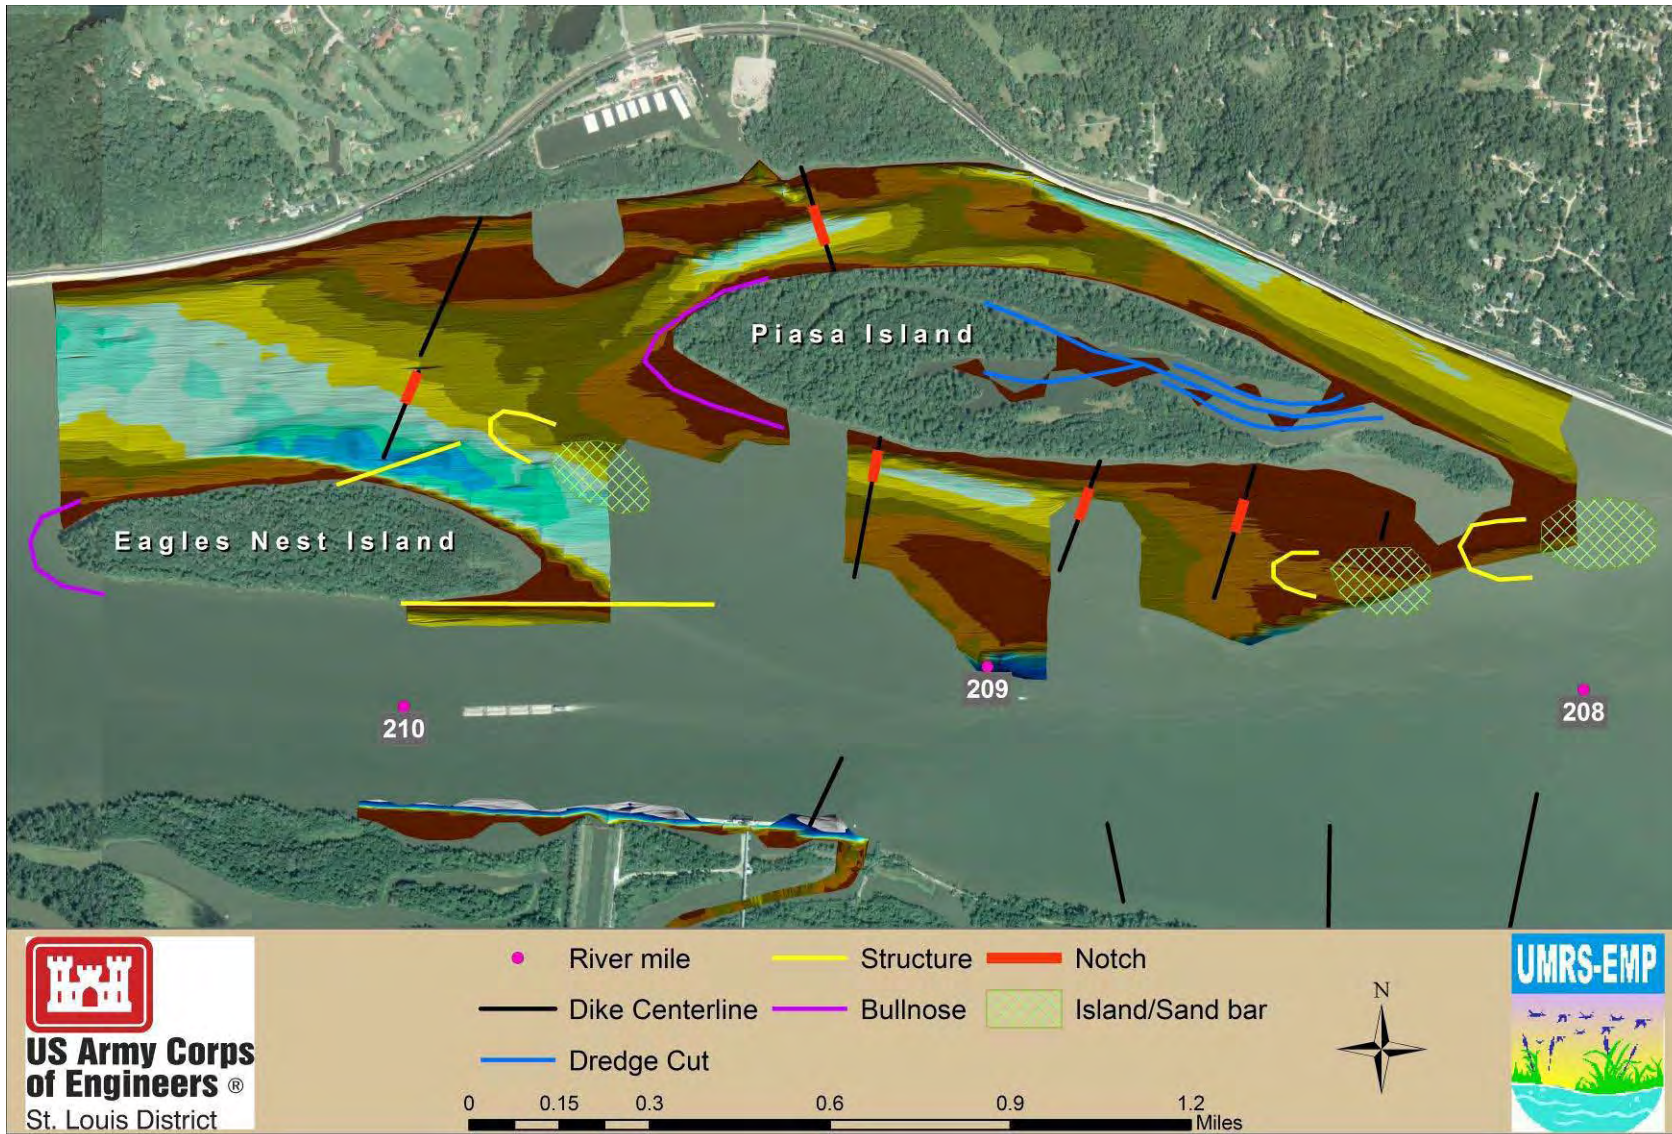 Piasa Island
Eagles Nest Island
209
208
210
River mile
Structure
Notch
Dike Centerline
Bullnose
Island/Sand bar
Dredge Cut
US Army Corps
of Engineers ®
St. Louis District
N
UMRS-EMP
0 0.15 0.3 0.6 0.9 1.2
Miles